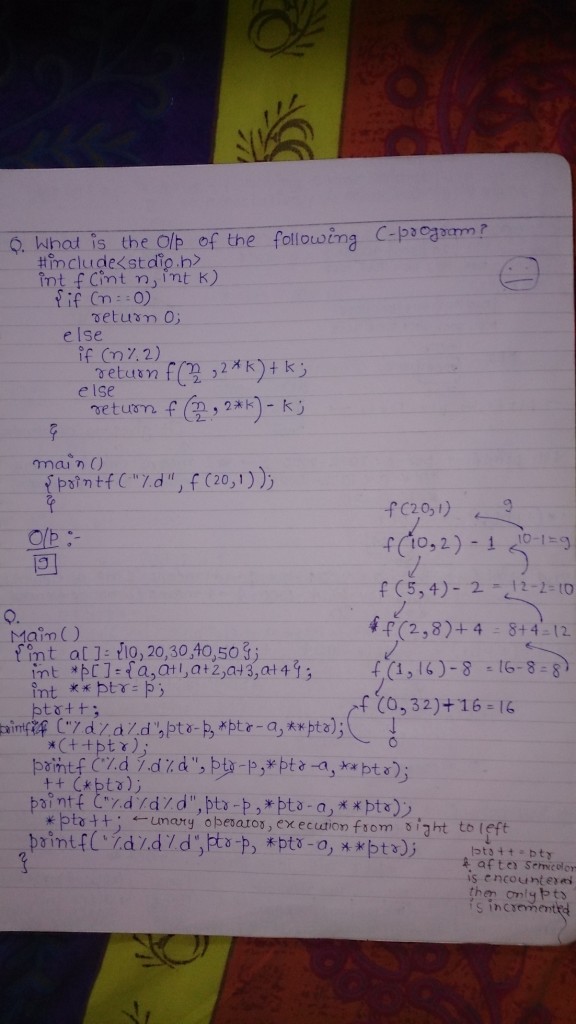 Q. What is the O/p of the following C-program?
#include<stdio.h>
int f (int n, int k)
{ if (n==0)
return 0;
else
if (n%2)
return f(n/2, 2*k)+k;
else
return f(n/2, 2*k)-k;
}
main()
{printf("%d", f(20,1));
}
O/p :-
9
f(20,1) 9
f(10,2) - 1 10-1=9
f(5,4) - 2 = 12-2=10
f(2,8)+4 = 8+4=12
f(1,16)-8 = 16-8=8
f(0,32)+16=16
0
Q.
Main()
{int a[]={10,20,30,40,50};
int *p[]={a,a+1,a+2,a+3,a+4};
int **ptr=p;
ptr++;
printf("%d%d%d",ptr-p,*ptr-a,**ptr);
*(++ptr);
printf("%d%d%d",ptr-p,*ptr-a,**ptr);
++(*ptr);
printf("%d%d%d",ptr-p,*ptr-a,**ptr);
*ptr++; ← unary operator, execution from right to left
printf("%d%d%d",ptr-p, *ptr-a, **ptr);
}
ptr++ = ptr
& after semicolon
is encountered
then only ptr
is incremented